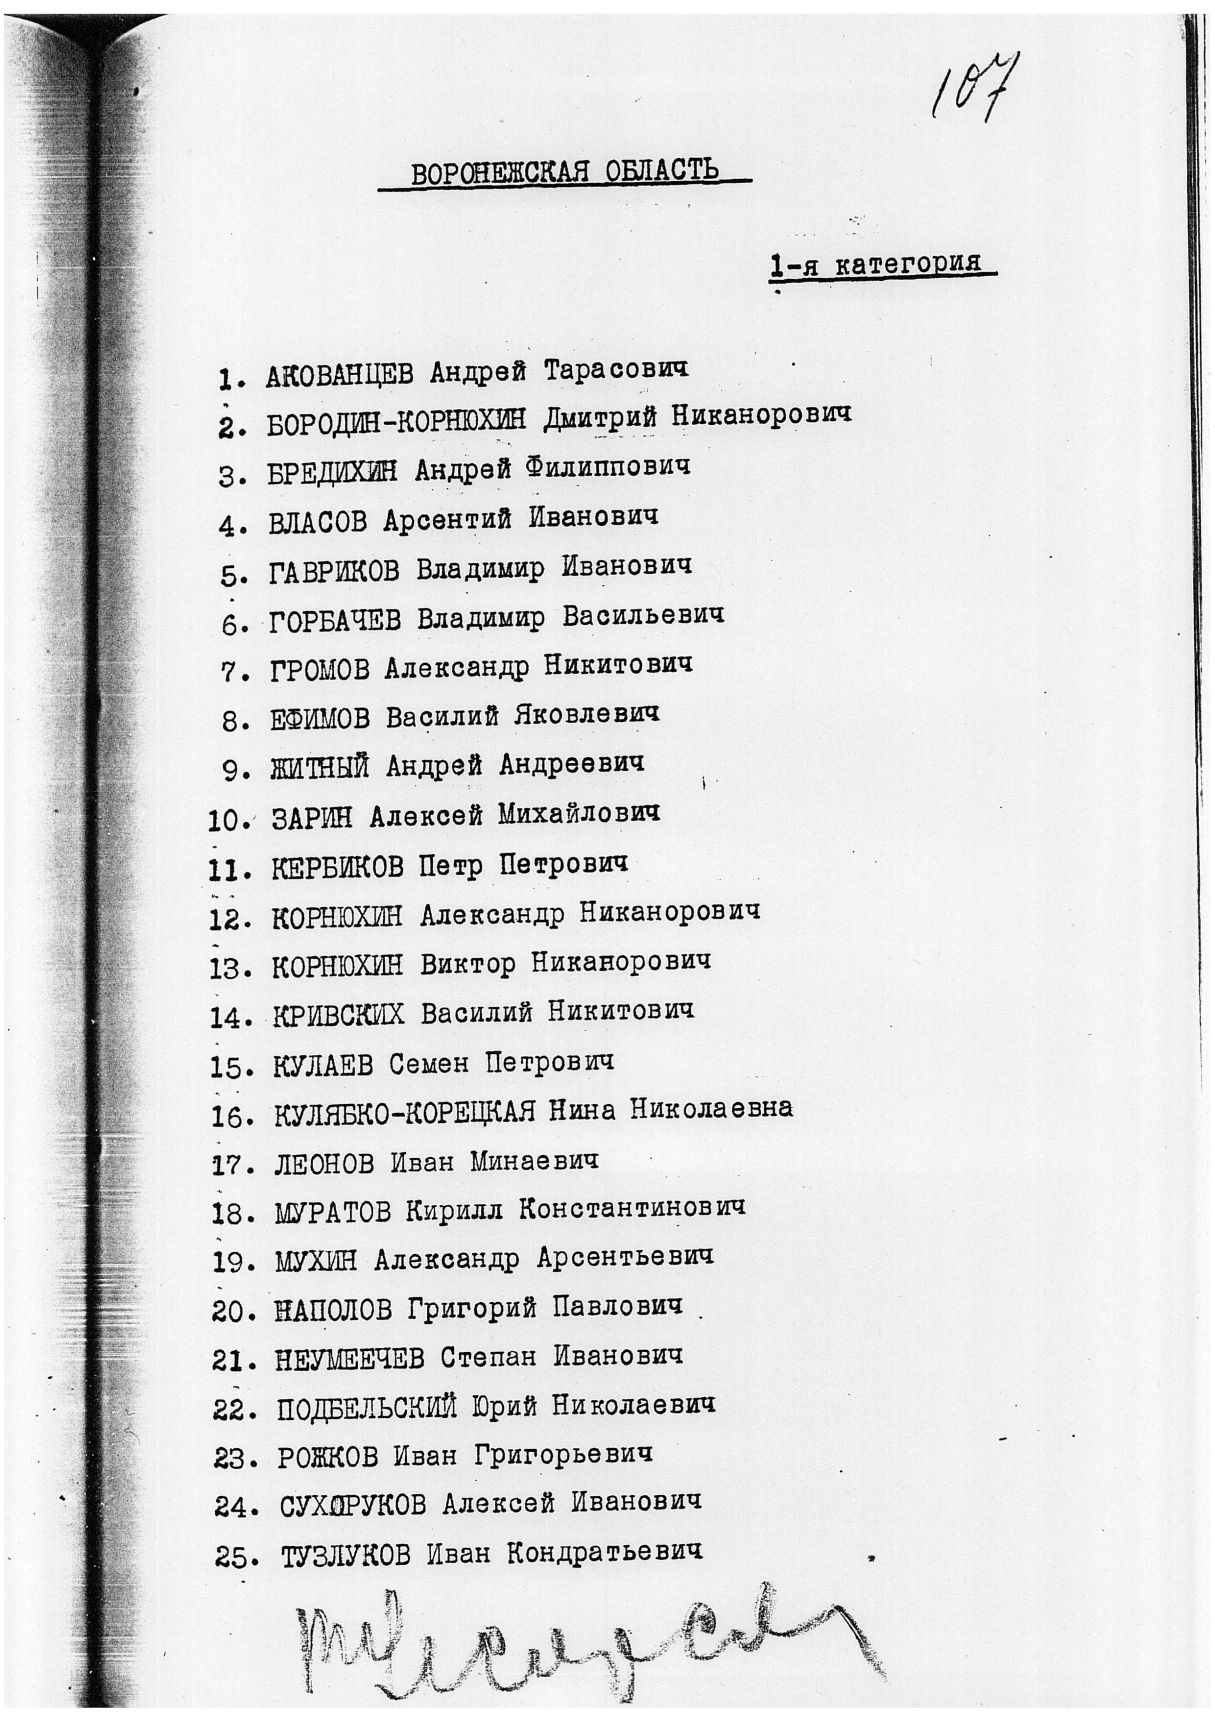 107
ВОРОНЕЖСКАЯ ОБЛАСТЬ
1-я категория
1. АКОВАНЦЕВ Андрей Тарасович
2. БОРОДИН-КОРНЮХИН Дмитрий Никанорович
3. БРЕДИХИН Андрей Филиппович
4. ВЛАСОВ Арсентий Иванович
5. ГАВРИКОВ Владимир Иванович
6. ГОРБАЧЕВ Владимир Васильевич
7. ГРОМОВ Александр Никитович
8. ЕФИМОВ Василий Яковлевич
9. ЖИТНЫЙ Андрей Андреевич
10. ЗАРИН Алексей Михайлович
11. КЕРБИКОВ Петр Петрович
12. КОРНЮХИН Александр Никанорович
13. КОРНЮХИН Виктор Никанорович
14. КРИВСКИХ Василий Никитович
15. КУЛАЕВ Семен Петрович
16. КУЛЯБКО-КОРЕЦКАЯ Нина Николаевна
17. ЛЕОНОВ Иван Минаевич
18. МУРАТОВ Кирилл Константинович
19. МУХИН Александр Арсентьевич
20. НАПОЛОВ Григорий Павлович
21. НЕУМЕЕЧЕВ Степан Иванович
22. ПОДБЕЛЬСКИЙ Юрий Николаевич
23. РОЖКОВ Иван Григорьевич
24. СУХОРУКОВ Алексей Иванович
25. ТУЗЛУКОВ Иван Кондратьевич